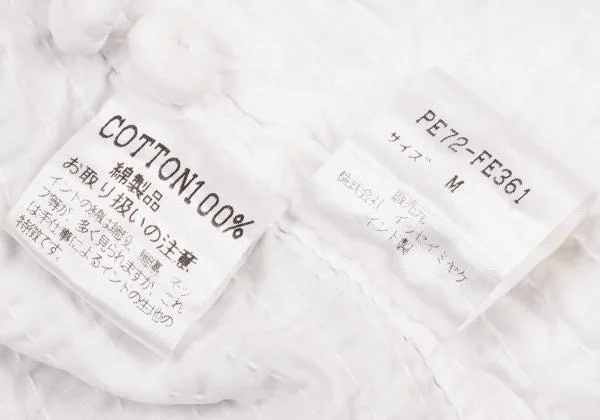 COTTON100%
綿製品
お取り扱いの注意
インドの綿は織り
ネッ
プ等が、多く見られますが、これ
は手仕事によるインドの生地の
特徴です。
PE72-FE361
サイズ M
販売元
株式会社 イッセイミヤケ
インド製